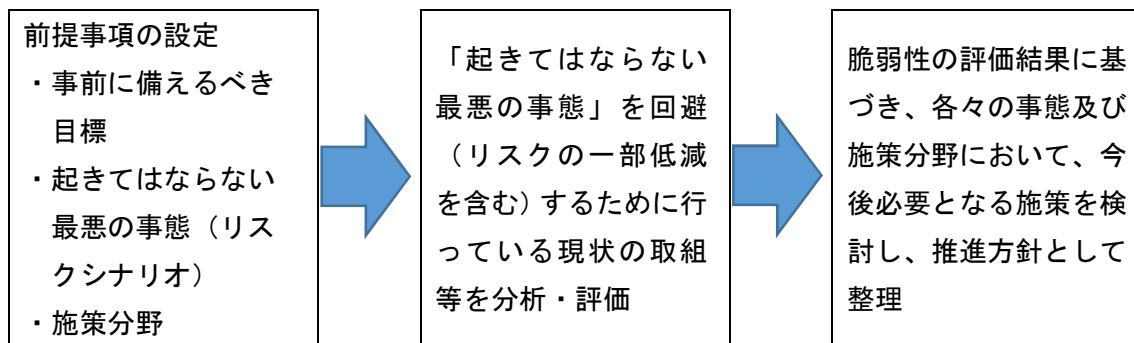 前提事項の設定
・事前に備えるべき
目標
・起きてはならない
最悪の事態(リス
クシナリオ)
・施策分野
「起きてはならない
最悪の事態」を回避
(リスクの一部低減
を含む)するために行
っている現状の取組
等を分析・評価
脆弱性の評価結果に基
づき、各々の事態及び
施策分野において、今
後必要となる施策を検
討し、推進方針として
整理